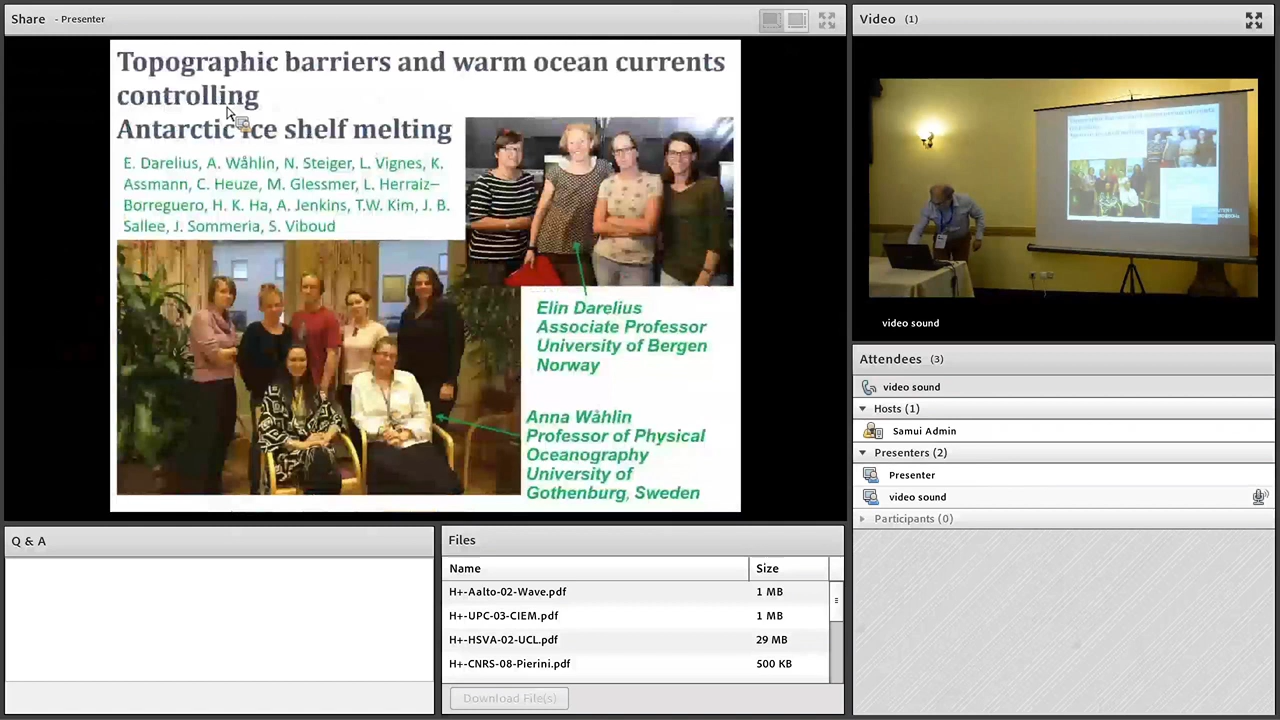 Share - Presenter
Topographic barriers and warm ocean currents
controlling
Antarctic ice shelf melting
E. Darelius, A. Wåhlin, N. Steiger, L. Vignes, K.
Assmann, C. Heuze, M. Glessmer, L. Herraiz–
Borreguero, H. K. Ha, A. Jenkins, T.W. Kim, J. B.
Sallee, J. Sommeria, S. Viboud
Elin Darelius
Associate Professor
University of Bergen
Norway
Anna Wåhlin
Professor of Physical
Oceanography
University of
Gothenburg, Sweden
Video (1)
video sound
Attendees (3)
video sound
Hosts (1)
Samui Admin
Presenters (2)
Presenter
video sound
Participants (0)
Q & A
Files
Name Size
H+-Aalto-02-Wave.pdf 1 MB
H+-UPC-03-CIEM.pdf 1 MB
H+-HSVA-02-UCL.pdf 29 MB
H+-CNRS-08-Pierini.pdf 500 KB
Download File(s)